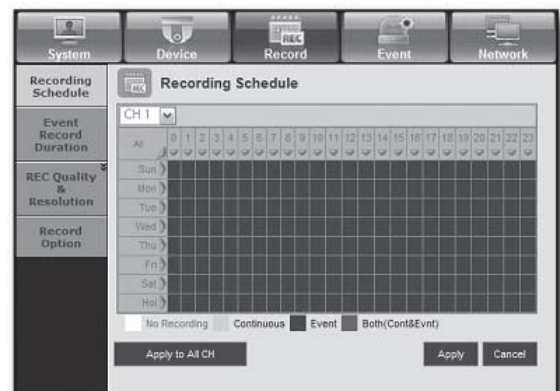 System Device REC Record Event Network
Recording
Schedule
Event
Record
Duration
REC Quality
&
Resolution
Record
Option
REC Recording Schedule
CH 1
All 0 1 2 3 4 5 6 7 8 9 10 11 12 13 14 15 16 17 18 19 20 21 22 23
Sun
Mon
Tue
Wed
Thu
Fri
Sat
Hol
No Recording Continuous Event Both(Cont&Evnt)
Apply to All CH Apply Cancel